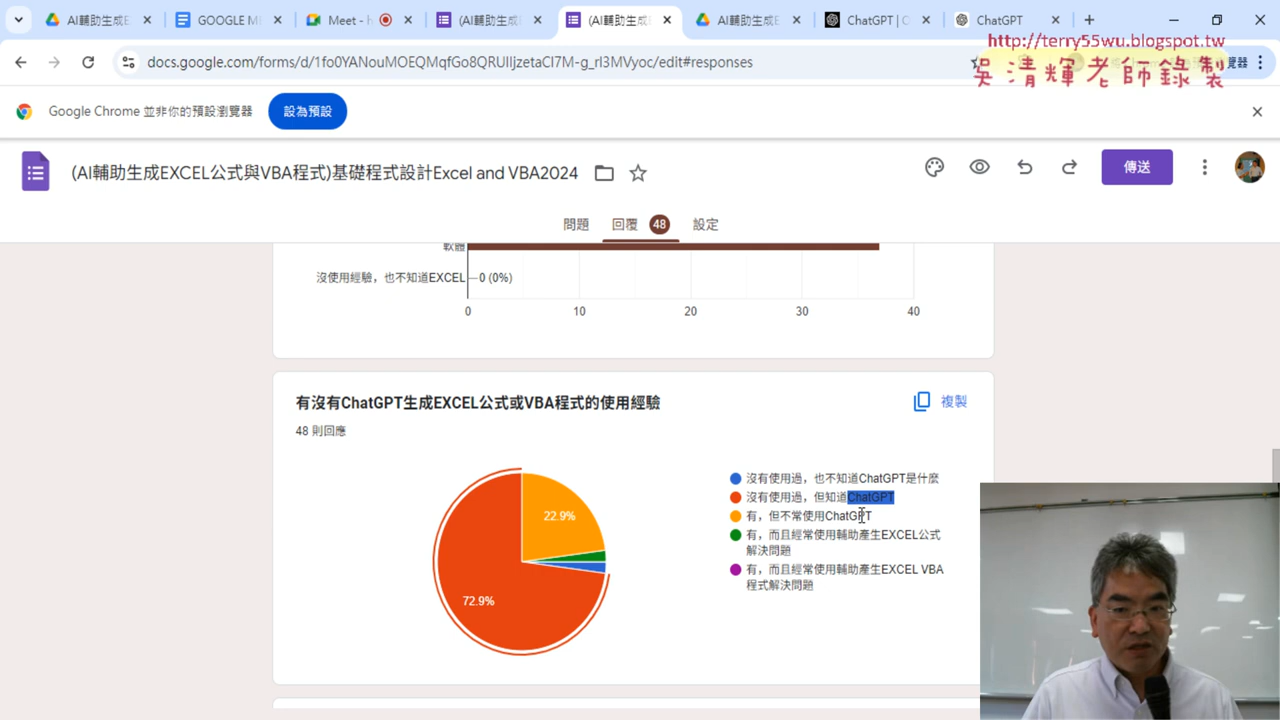 AI輔助生成E
GOOGLE M
Meet - h
(AI輔助生成E
(AI輔助生成E
AI輔助生成E
ChatGPT | C
ChatGPT
http://terry55wu.blogspot.tw
docs.google.com/forms/d/1fo0YANouMOEQMqfGo8QRUIIjzetaCI7M-g_rI3MVyoc/edit#responses
吳清輝老師錄製
Google Chrome 並非你的預設瀏覽器
設為預設
(AI輔助生成EXCEL公式與VBA程式)基礎程式設計Excel and VBA2024
傳送
問題
回覆 48
設定
軟體
沒使用經驗，也不知道EXCEL
0 (0%)
0 10 20 30 40
有沒有ChatGPT生成EXCEL公式或VBA程式的使用經驗
複製
48 則回應
22.9%
72.9%
沒有使用過，也不知道ChatGPT是什麼
沒有使用過，但知道ChatGPT
有，但不常使用ChatGPT
有，而且經常使用輔助產生EXCEL公式
解決問題
有，而且經常使用輔助產生EXCEL VBA
程式解決問題